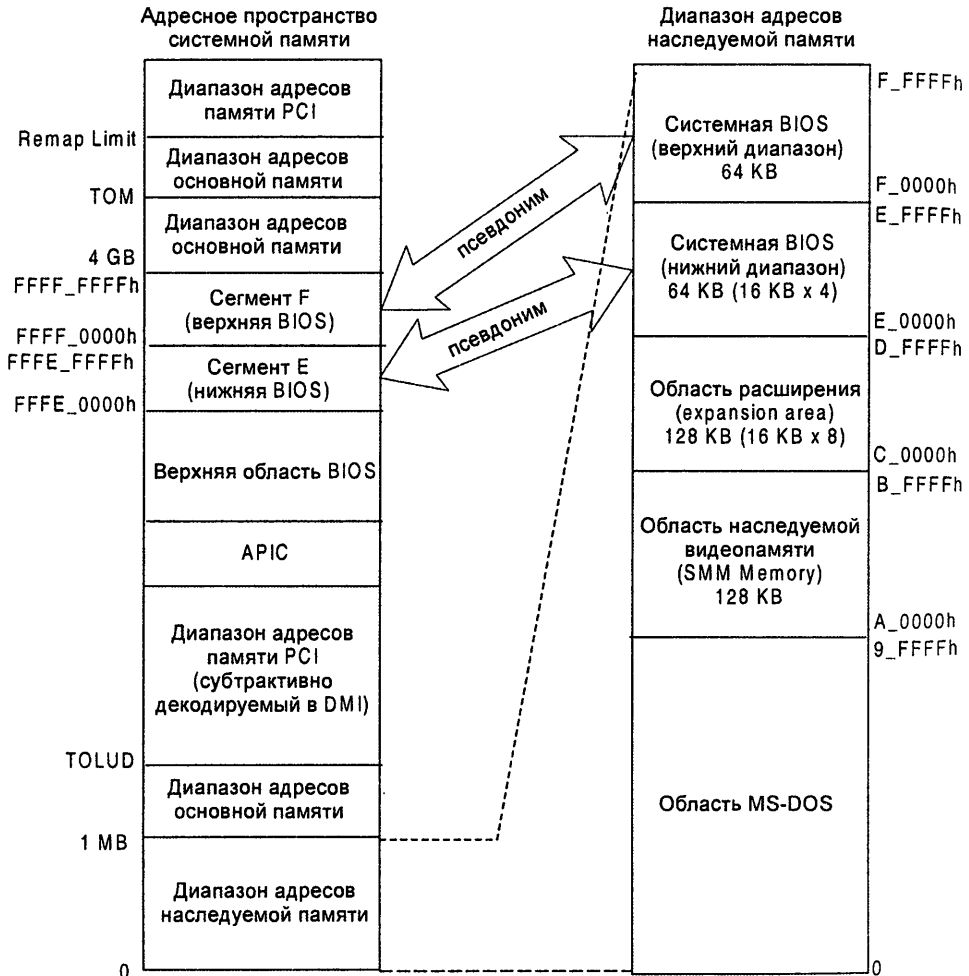 Адресное пространство
системной памяти
Диапазон адресов
памяти PCI
Remap Limit
Диапазон адресов
основной памяти
TOM
Диапазон адресов
основной памяти
4 GB
FFFF_FFFFh
Сегмент F
(верхняя BIOS)
FFFF_0000h
FFFE_FFFFh
Сегмент E
(нижняя BIOS)
FFFE_0000h
Верхняя область BIOS
APIC
Диапазон адресов
памяти PCI
(субтрактивно
декодируемый в DMI)
TOLUD
Диапазон адресов
основной памяти
1 MB
Диапазон адресов
наследуемой памяти
0
псевдоним
псевдоним
Диапазон адресов
наследуемой памяти
F_FFFFh
Системная BIOS
(верхний диапазон)
64 KB
F_0000h
E_FFFFh
Системная BIOS
(нижний диапазон)
64 KB (16 KB x 4)
E_0000h
D_FFFFh
Область расширения
(expansion area)
128 KB (16 KB x 8)
C_0000h
B_FFFFh
Область наследуемой
видеопамяти
(SMM Memory)
128 KB
A_0000h
9_FFFFh
Область MS-DOS
0